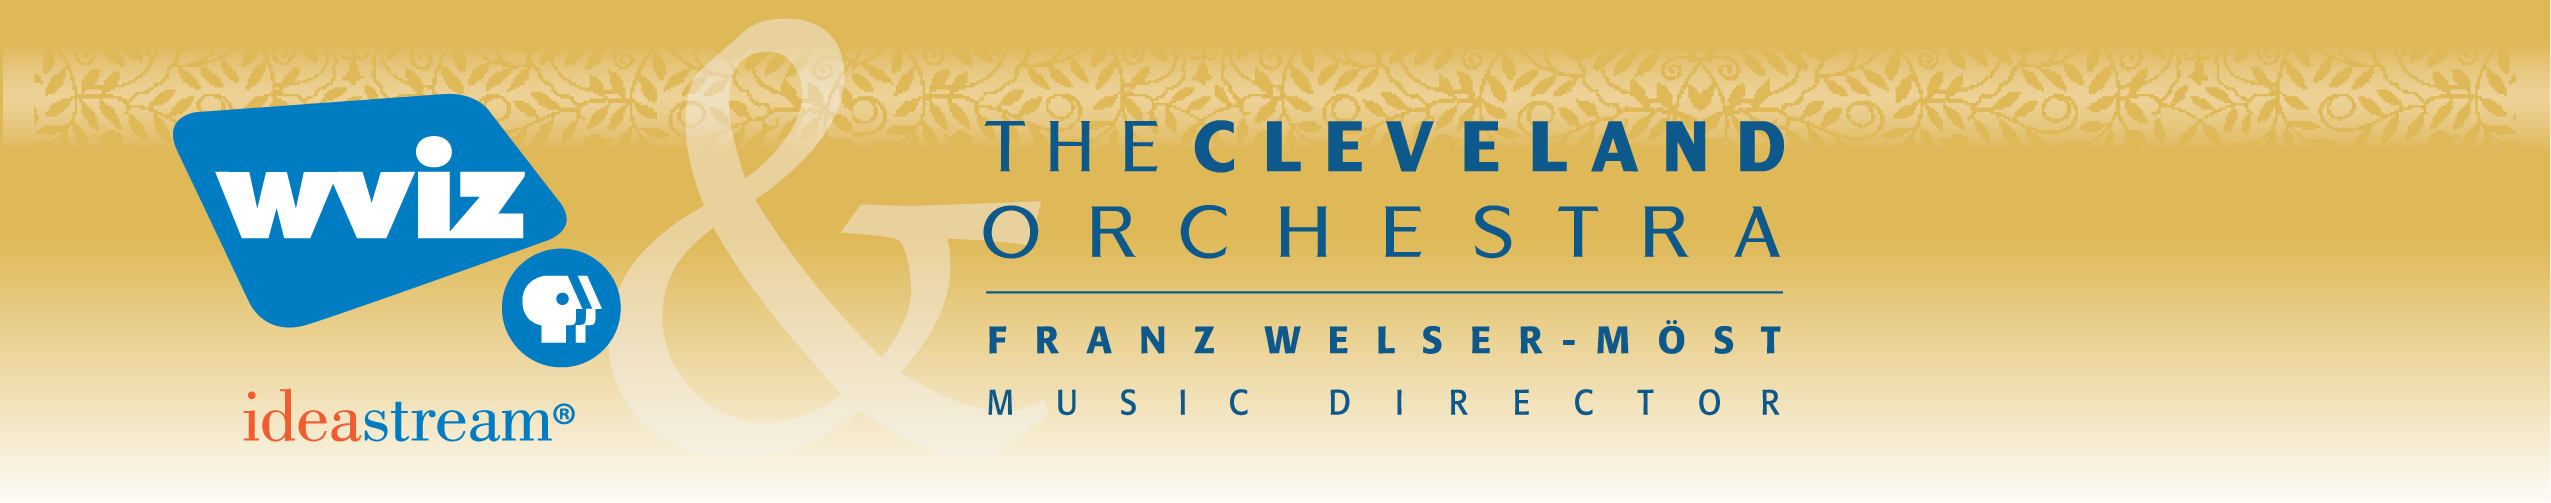 wviz
ideastream®
&
THE CLEVELAND
ORCHESTRA
FRANZ WELSER-MÖST
MUSIC DIRECTOR